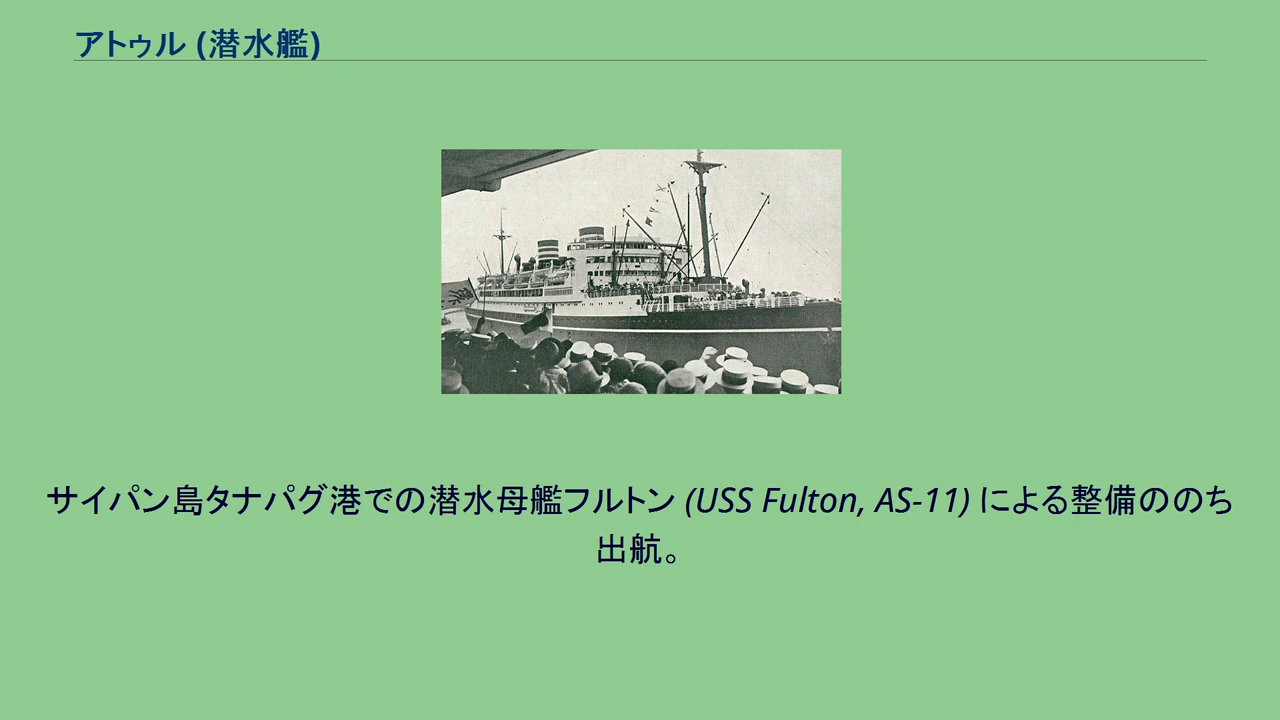 アトゥル (潜水艦)
サイパン島タナパグ港での潜水母艦フルトン (USS Fulton, AS-11) による整備ののち
出航。